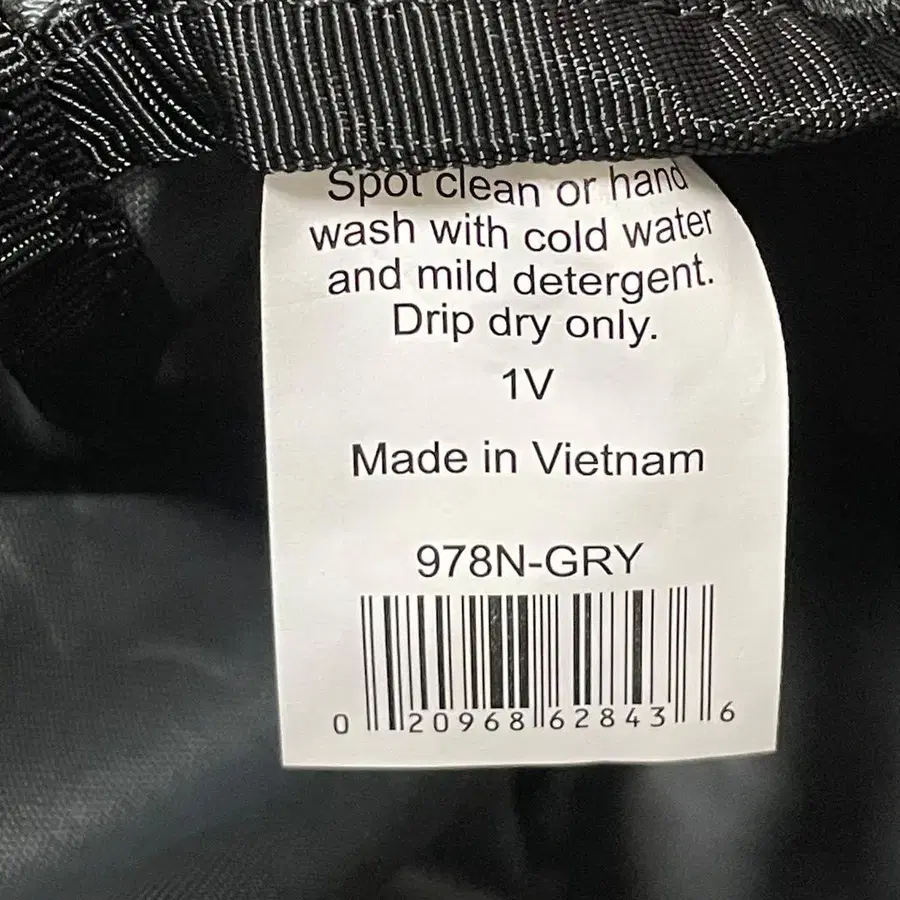 Spot clean or hand
wash with cold water
and mild detergent.
Drip dry only.
1V
Made in Vietnam
978N-GRY
0 20968 62843 6